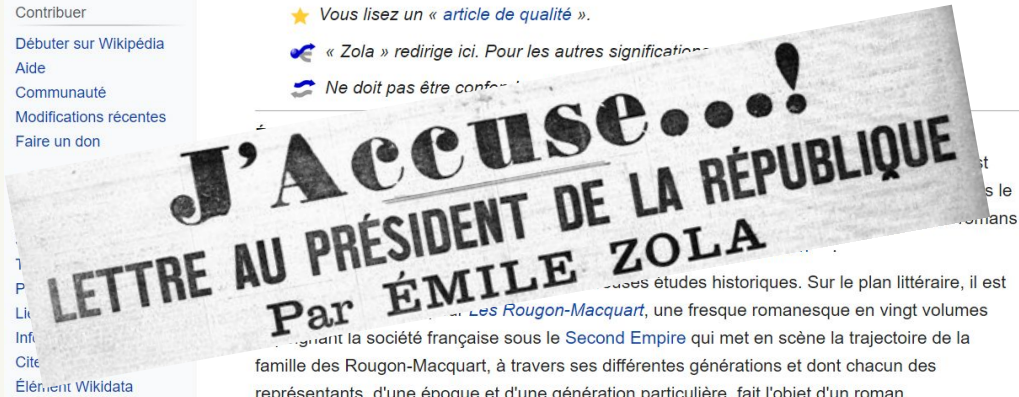 Contribuer
Débuter sur Wikipédia
Aide
Communauté
Modifications récentes
Faire un don
Élément Wikidata
Vous lisez un « article de qualité ».
« Zola » redirige ici. Pour les autres
Ne doit pas être
J'Accuse...!
LETTRE AU PRÉSIDENT DE LA RÉPUBLIQUE
Par ÉMILE ZOLA
études historiques. Sur le plan littéraire, il est
Les Rougon-Macquart, une fresque romanesque en vingt volumes
la société française sous le Second Empire qui met en scène la trajectoire de la
famille des Rougon-Macquart, à travers ses différentes générations et dont chacun des
représentants, d'une époque et d'une génération particulière, fait l'objet d'un roman.